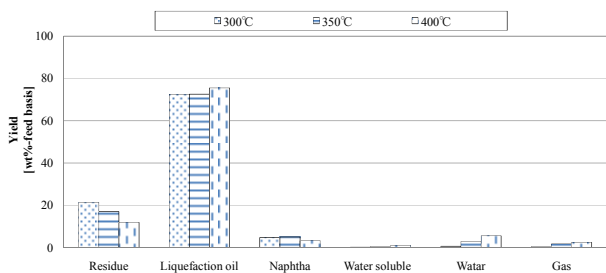 300℃ 350℃ 400℃
100
80
60
40
20
0
Yield
[wt%-feed basis]
Residue Liquefaction oil Naphtha Water soluble Watar Gas